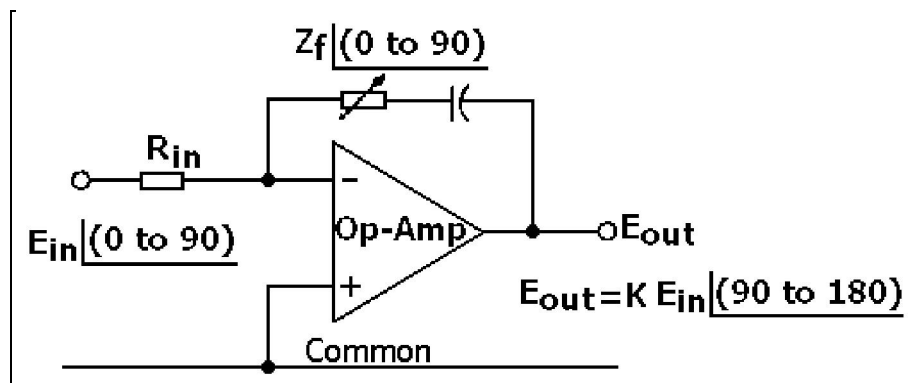 Zf|(0 to 90)
Rin
-
Op-Amp
Eout
Ein|(0 to 90)
+
Eout=K Ein|(90 to 180)
Common